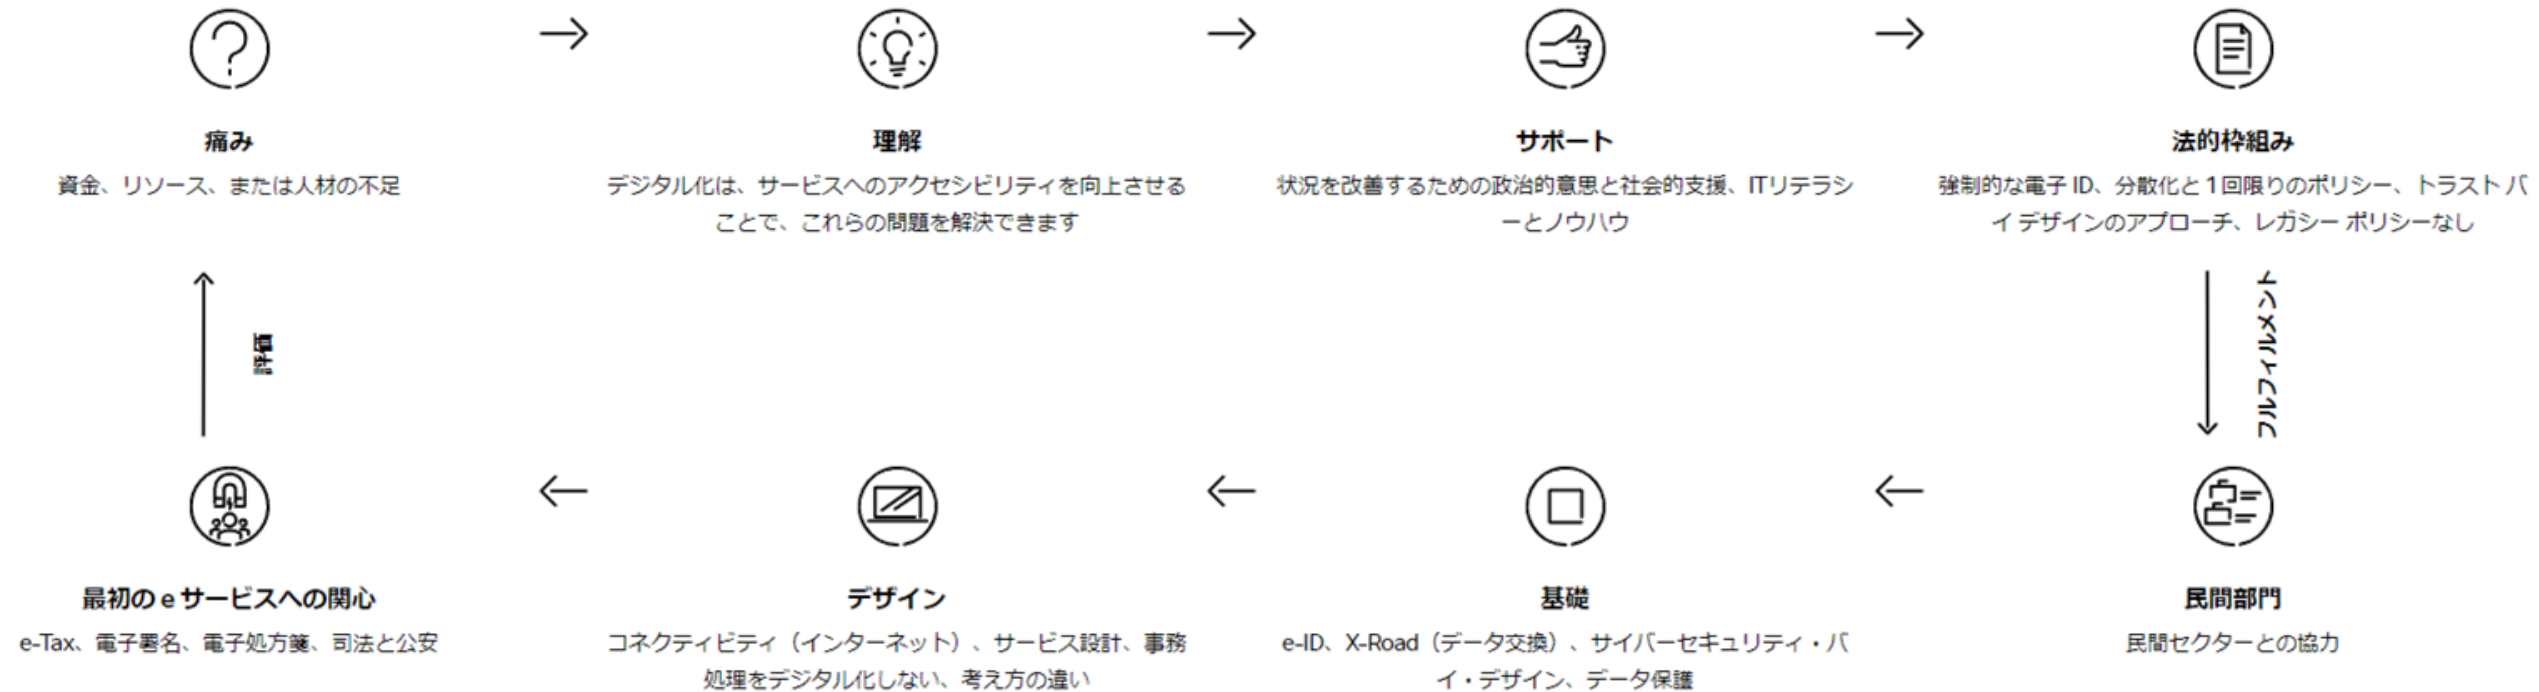 痛み
資金、リソース、または人材の不足
理解
デジタル化は、サービスへのアクセシビリティを向上させる
ことで、これらの問題を解決できます
サポート
状況を改善するための政治的意思と社会的支援、ITリテラシ
ーとノウハウ
法的枠組み
強制的な電子 ID、分散化と 1 回限りのポリシー、トラスト バ
イ デザインのアプローチ、レガシー ポリシーなし
フルフィルメント
民間部門
民間セクターとの協力
基礎
e-ID、X-Road（データ交換）、サイバーセキュリティ・バ
イ・デザイン、データ保護
デザイン
コネクティビティ（インターネット）、サービス設計、事務
処理をデジタル化しない、考え方の違い
最初の e サービスへの関心
e-Tax、電子署名、電子処方箋、司法と公安
評価